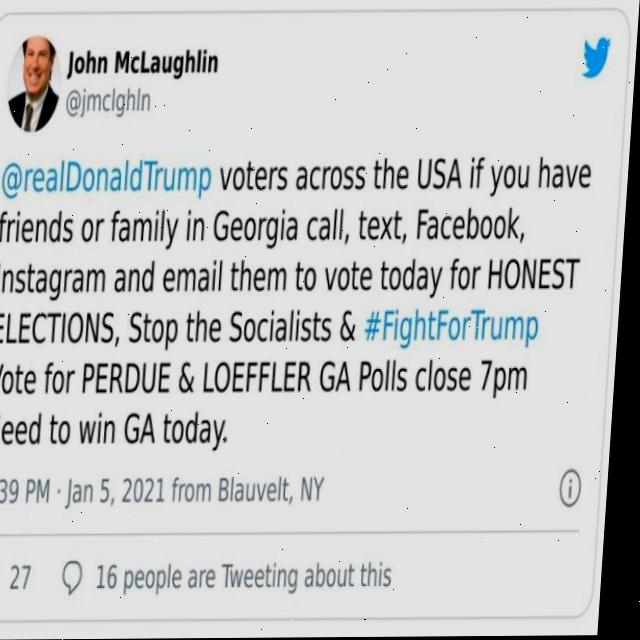 John McLaughlin
@jmclghln
@realDonaldTrump voters across the USA if you have
friends or family in Georgia call, text, Facebook,
nstagram and email them to vote today for HONEST
ELECTIONS, Stop the Socialists & #FightForTrump
Vote for PERDUE & LOEFFLER GA Polls close 7pm
eed to win GA today.
39 PM · Jan 5, 2021 from Blauvelt, NY
27 16 people are Tweeting about this